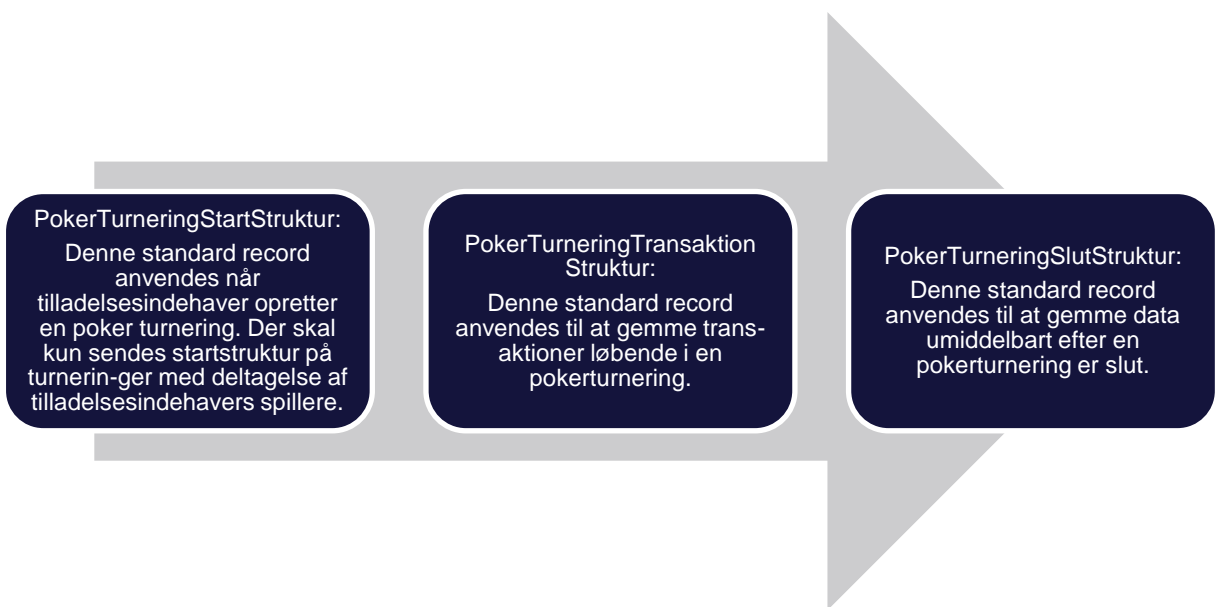 PokerTurneringStartStruktur:
Denne standard record
anvendes når
tilladelsesindehaver opretter
en poker turnering. Der skal
kun sendes startstruktur på
turnerin-ger med deltagelse af
tilladelsesindehavers spillere.
PokerTurneringTransaktion
Struktur:
Denne standard record
anvendes til at gemme trans-
aktioner løbende i en
pokerturnering.
PokerTurneringSlutStruktur:
Denne standard record
anvendes til at gemme data
umiddelbart efter en
pokerturnering er slut.